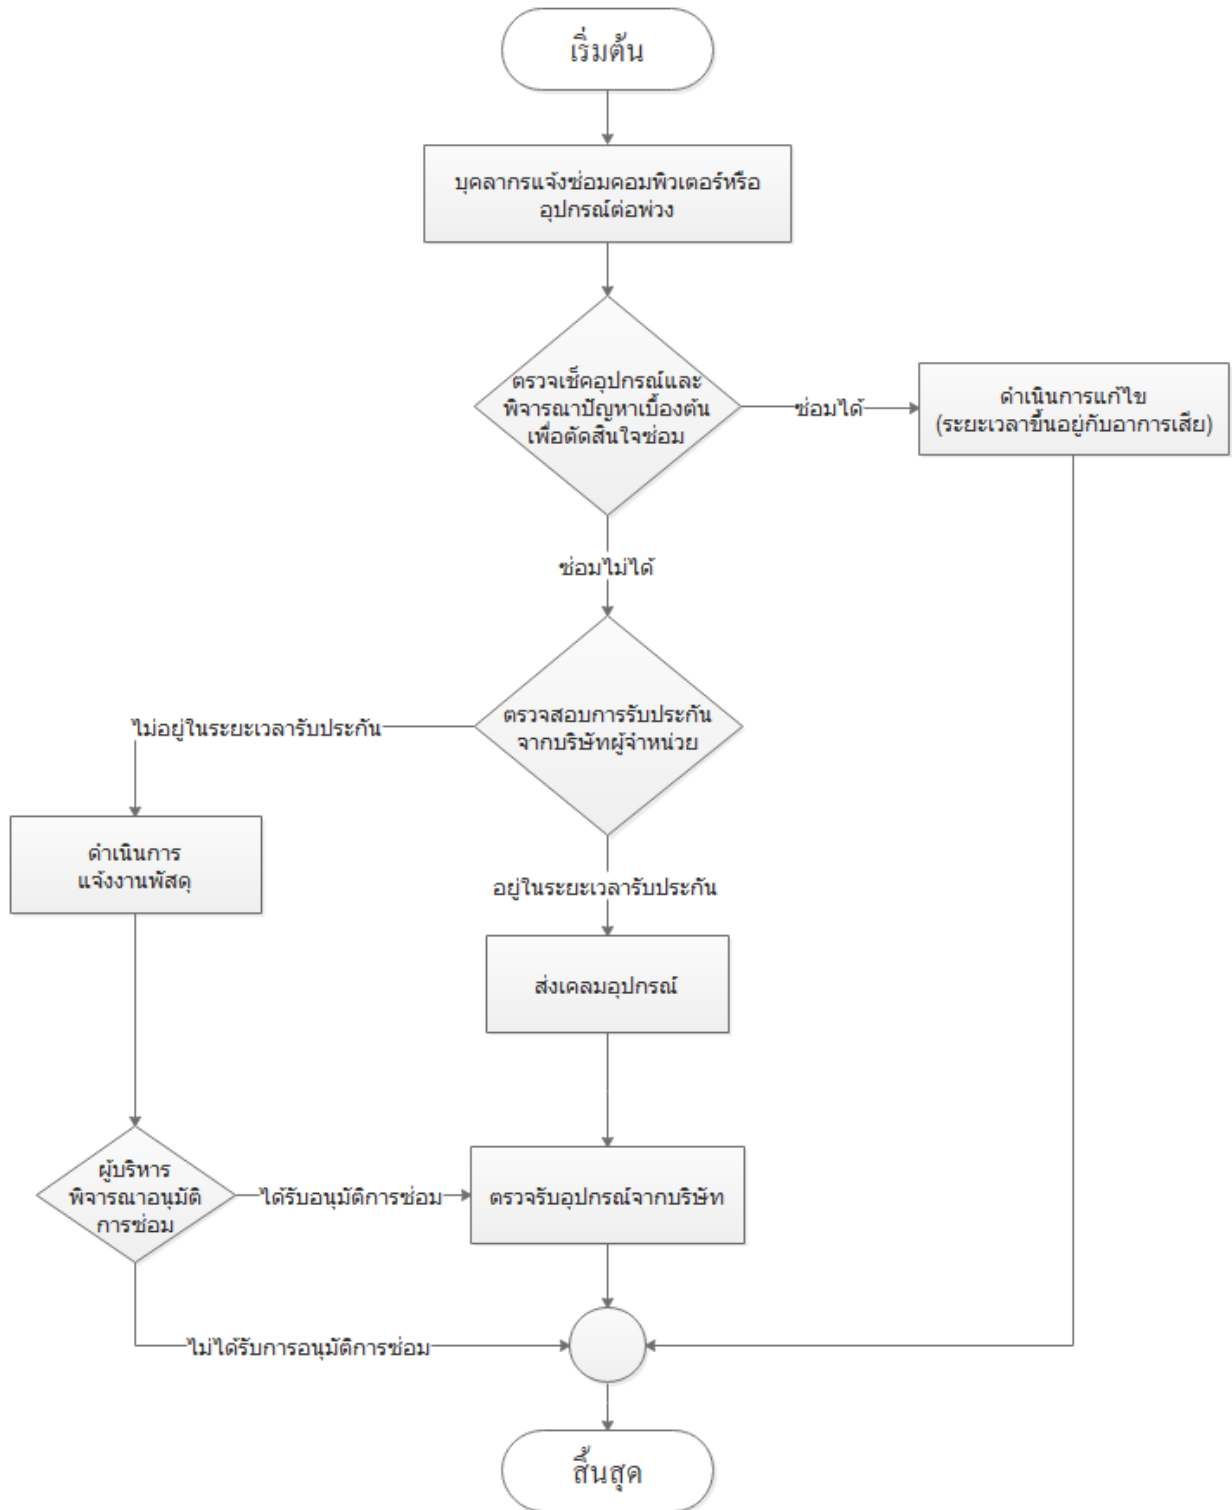 เริ่มต้น
บุคลากรแจ้งซ่อมคอมพิวเตอร์หรือ
อุปกรณ์ต่อพ่วง
ตรวจเช็คอุปกรณ์และ
พิจารณาปัญหาเบื้องต้น
เพื่อตัดสินใจซ่อม
ซ่อมได้
ดำเนินการแก้ไข
(ระยะเวลาขึ้นอยู่กับอาการเสีย)
ซ่อมไม่ได้
ตรวจสอบการรับประกัน
จากบริษัทผู้จำหน่วย
ไม่อยู่ในระยะเวลารับประกัน
ดำเนินการ
แจ้งงานพัสดุ
อยู่ในระยะเวลารับประกัน
ส่งเคลมอุปกรณ์
ผู้บริหาร
พิจารณาอนุมัติ
การซ่อม
ได้รับอนุมัติการซ่อม
ตรวจรับอุปกรณ์จากบริษัท
ไม่ได้รับการอนุมัติการซ่อม
สิ้นสุด